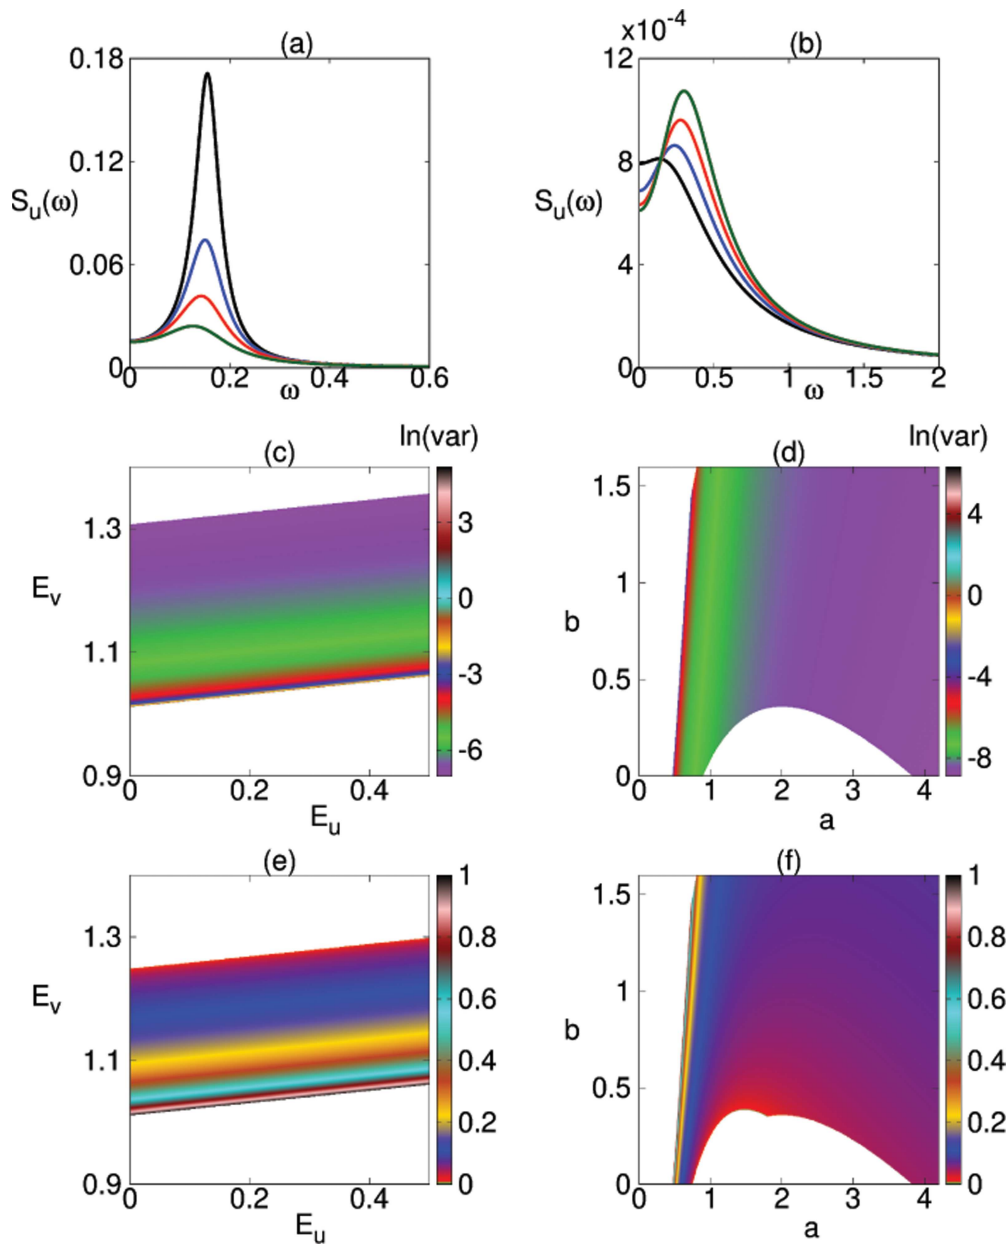 (a)
0.18
0.12
S_u(ω)
0.06
0
0 0.2 0.4 0.6
ω
x10^-4
(b)
12
8
S_u(ω)
4
0
0 0.5 1 1.5 2
ω
ln(var)
(c)
1.3
E_v
1.1
0.9
0 0.2 0.4
E_u
3
0
-3
-6
ln(var)
(d)
1.5
1
b
0.5
0
0 1 2 3 4
a
4
0
-4
-8
(e)
1.3
E_v
1.1
0.9
0 0.2 0.4
E_u
1
0.8
0.6
0.4
0.2
0
(f)
1.5
1
b
0.5
0
0 1 2 3 4
a
1
0.8
0.6
0.4
0.2
0